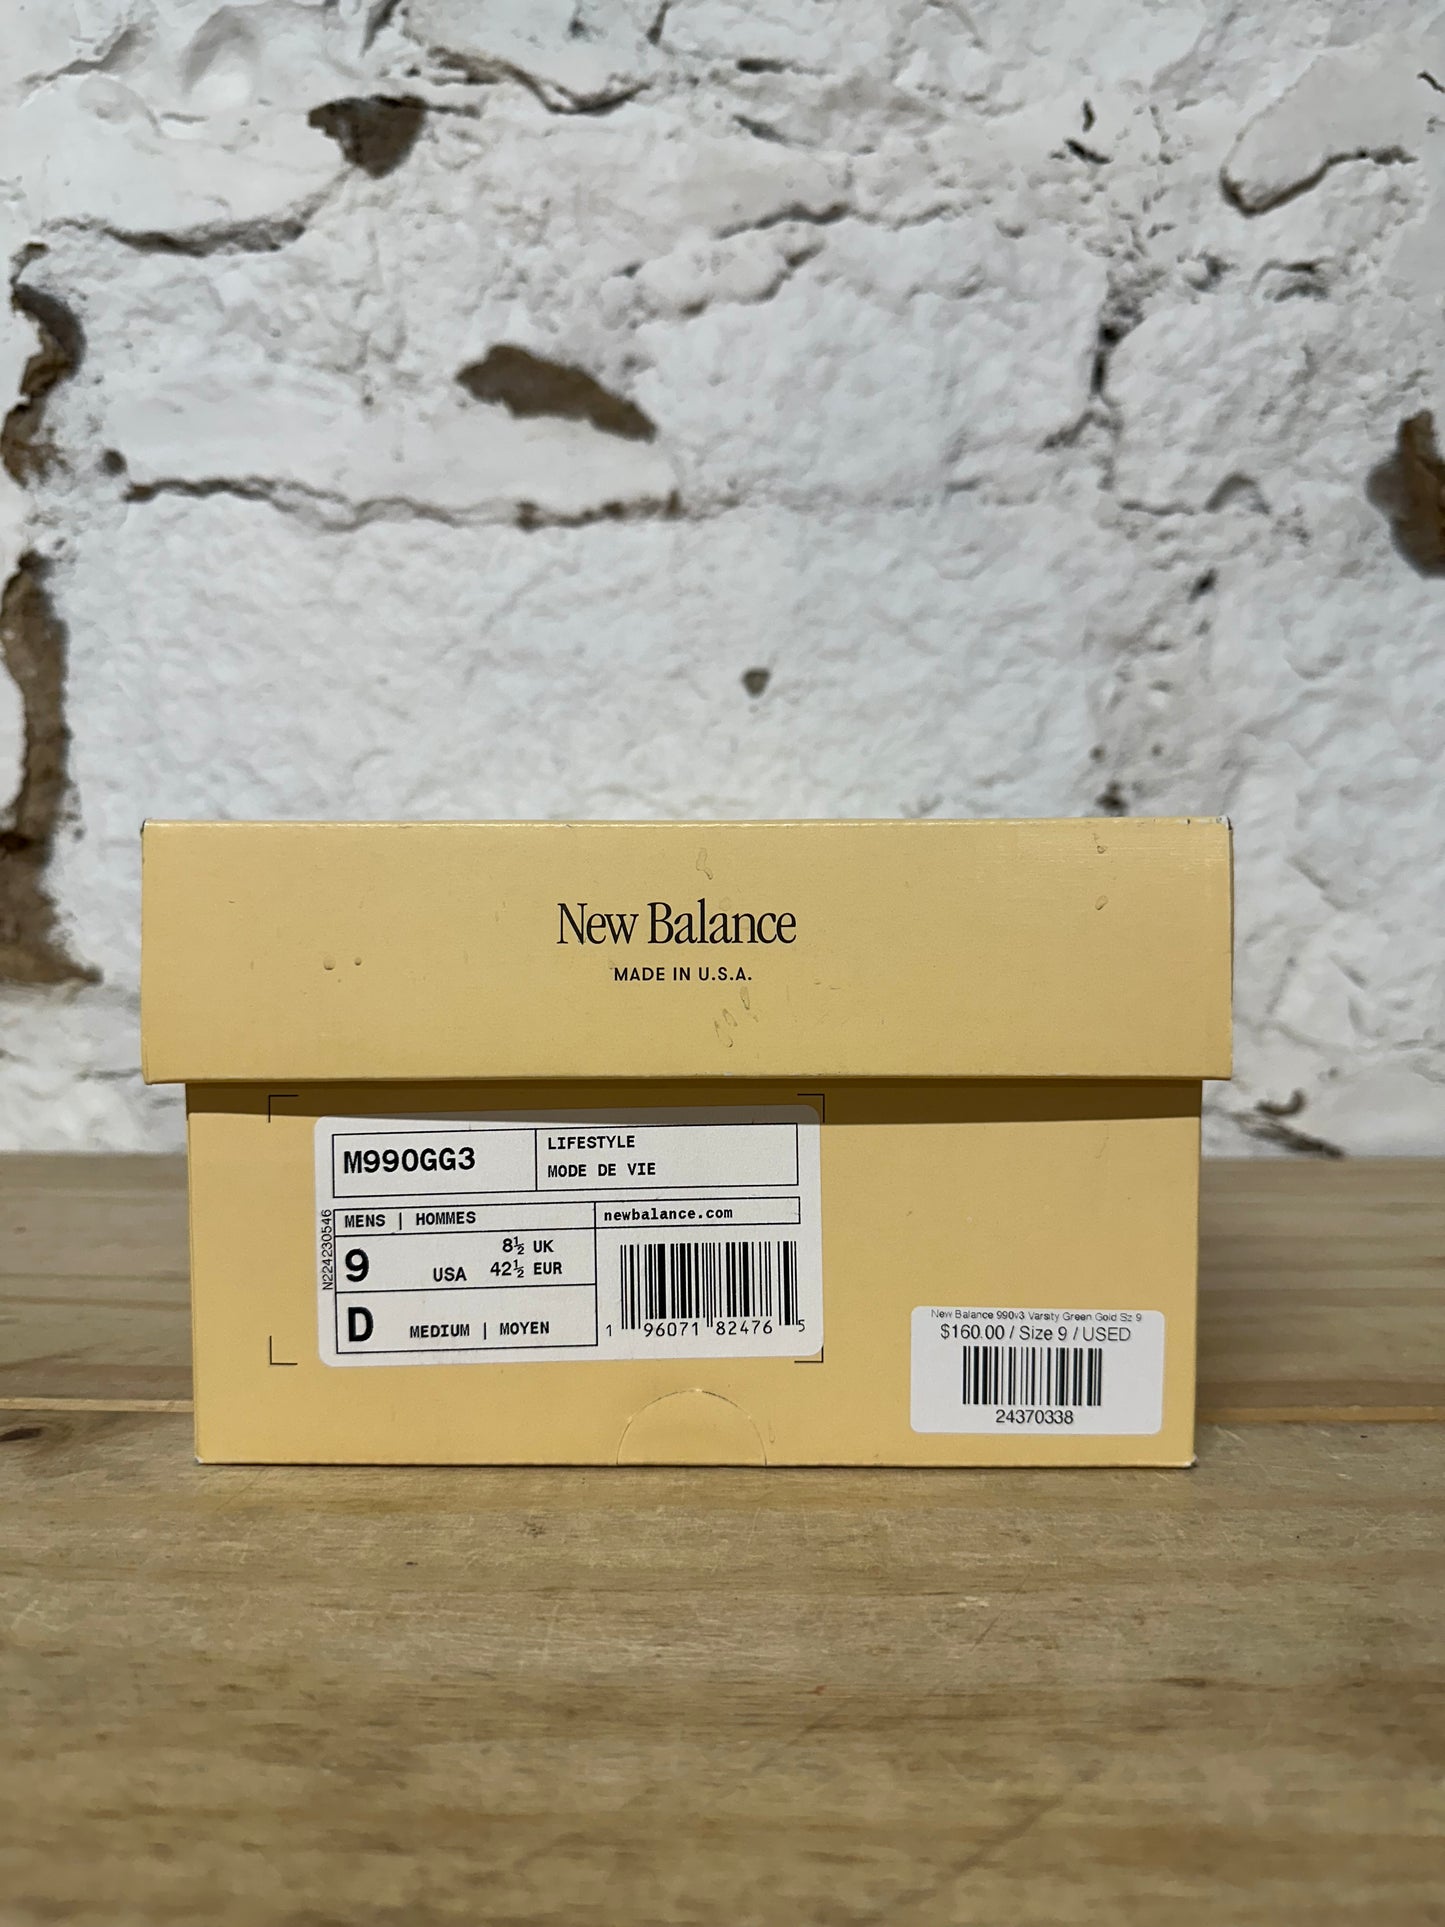 New Balance
MADE IN U.S.A.
M990GG3
LIFESTYLE
MODE DE VIE
N224230546
MENS | HOMMES
newbalance.com
9 USA
8½ UK
42½ EUR
D MEDIUM | MOYEN
1 96071 82476 5
New Balance 990v3 Varsity Green Gold Sz 9
$160.00 / Size 9 / USED
24370338